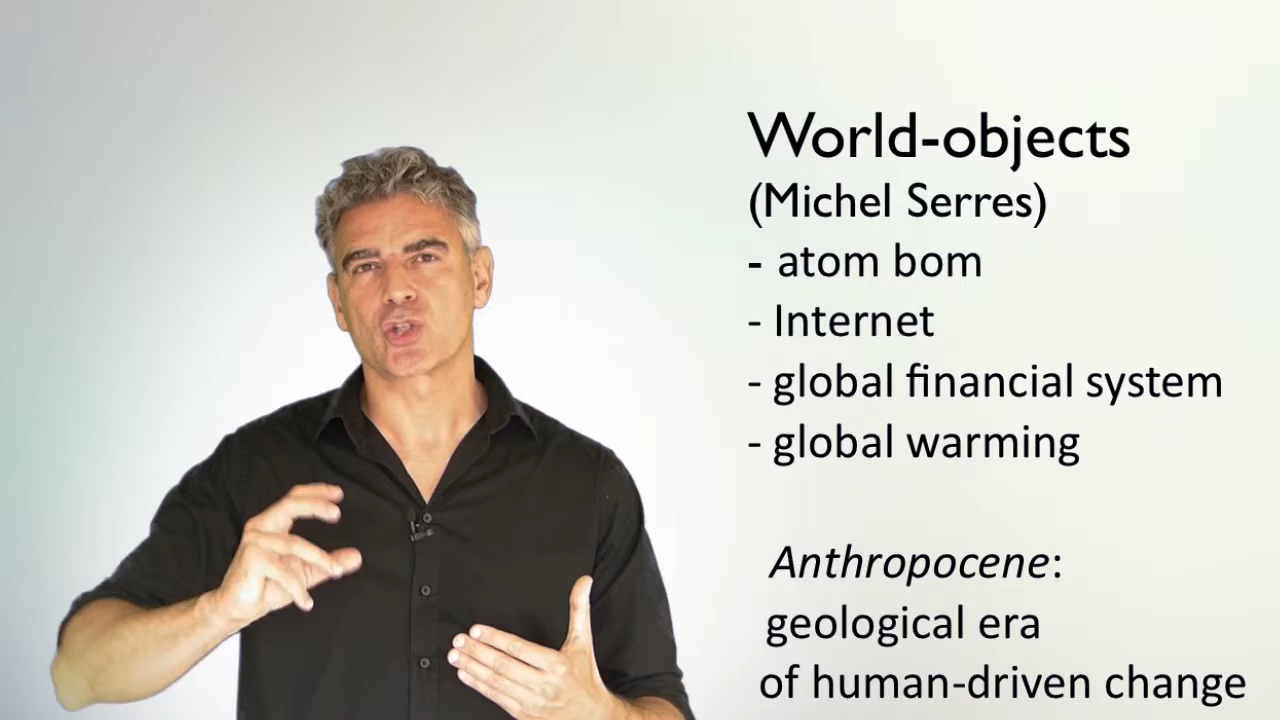 World-objects
(Michel Serres)
- atom bom
- Internet
- global financial system
- global warming
Anthropocene:
geological era
of human-driven change